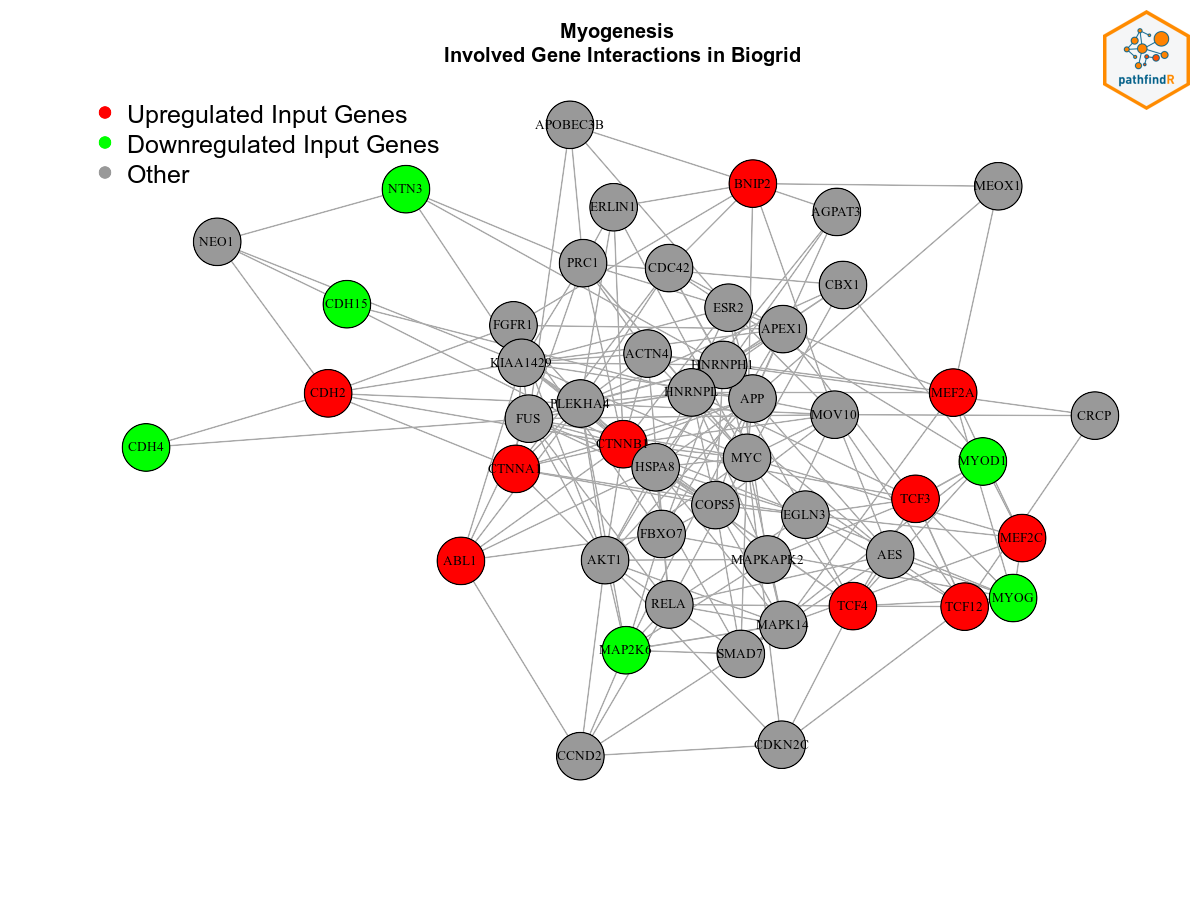 Myogenesis
Involved Gene Interactions in Biogrid
pathfindR
Upregulated Input Genes
Downregulated Input Genes
Other
APOBEC3B
NTN3
BNIP2
MEOX1
ERLIN1
AGPAT3
NEO1
PRC1
CDC42
CBX1
CDH15
ESR2
FGFR1
APEX1
ACTN4
KIAA1429
HNRNPH1
CDH2
HNRNPL
MEF2A
PLEKHA4
APP
FUS
MOV10
CRCP
CDH4
CTNNB1
MYC
MYOD1
CTNNA1
HSPA8
TCF3
COPS5
EGLN3
FBXO7
MEF2C
ABL1
AKT1
MAPKAPK2
AES
RELA
TCF4
TCF12
MYOG
MAPK14
MAP2K6
SMAD7
CCND2
CDKN2C